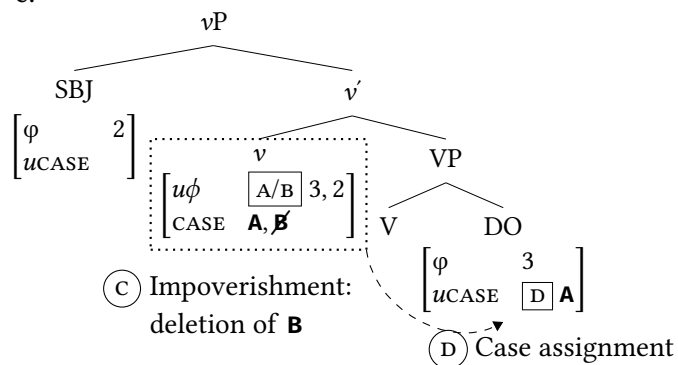 vP
SBJ v′
[φ 2] v VP
[uCASE ]
[uϕ A/B 3, 2] V DO
[CASE A, B̸]
[φ 3]
C Impoverishment: [uCASE D A]
deletion of B
D Case assignment